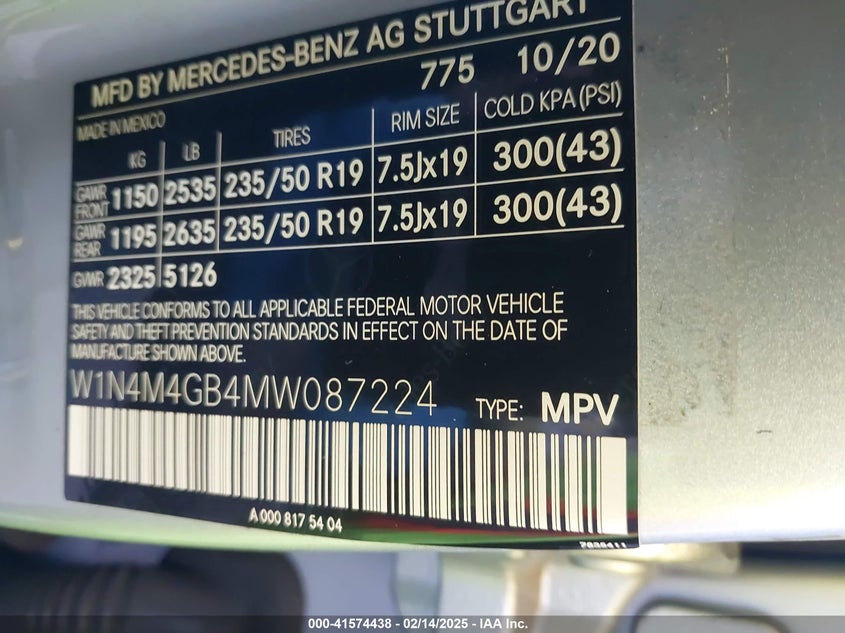 MFD BY MERCEDES-BENZ AG STUTTGART
775 10/20
MADE IN MEXICO
KG LB TIRES RIM SIZE COLD KPA (PSI)
GAWR FRONT 1150 2535 235/50 R19 7.5Jx19 300(43)
GAWR REAR 1195 2635 235/50 R19 7.5Jx19 300(43)
GVWR 2325 5126
THIS VEHICLE CONFORMS TO ALL APPLICABLE FEDERAL MOTOR VEHICLE
SAFETY AND THEFT PREVENTION STANDARDS IN EFFECT ON THE DATE OF
MANUFACTURE SHOWN ABOVE.
W1N4M4GB4MW087224 TYPE: MPV
A 000 817 54 04
000-41574438 - 02/14/2025 - IAA Inc.